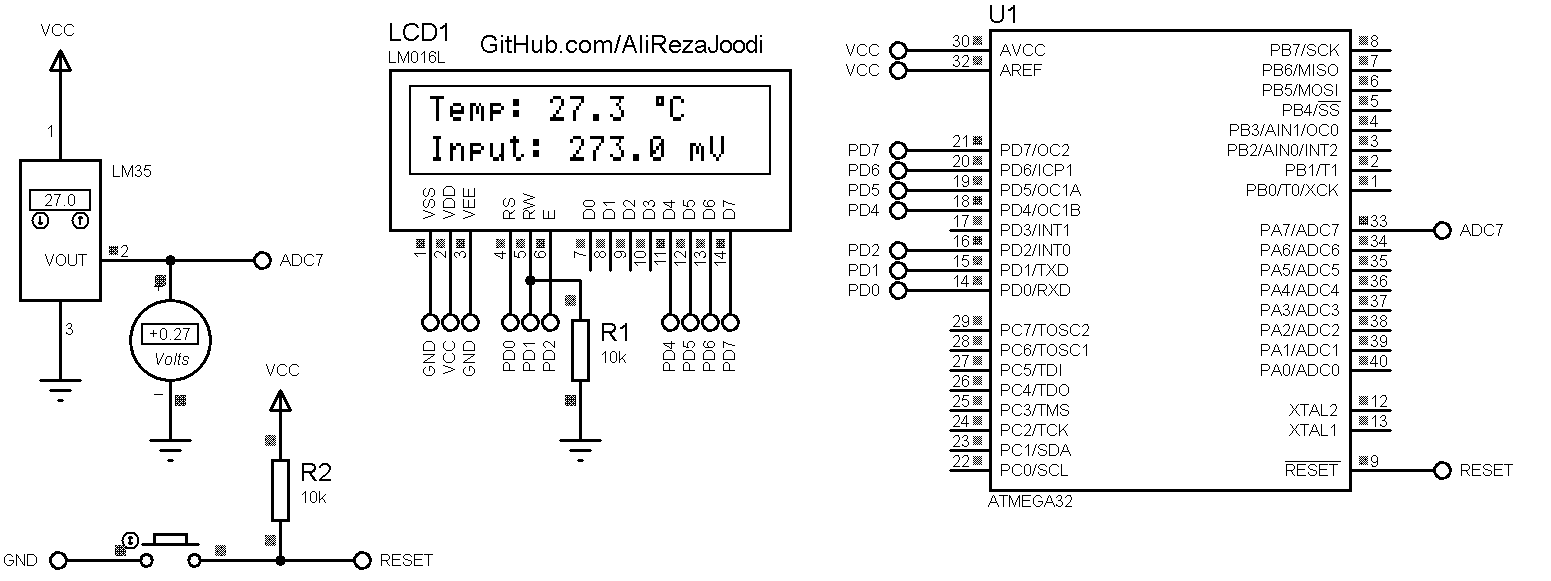 VCC
1
LM35
27.0
VOUT
2
ADC7
3
+
+0.27
Volts
–
VCC
R2
10k
GND
RESET
LCD1
LM016L
GitHub.com/AliRezaJoodi
Temp: 27.3 °C
Input: 273.0 mV
VSS
VDD
VEE
RS
RW
E
D0
D1
D2
D3
D4
D5
D6
D7
1
2
3
4
5
6
7
8
9
10
11
12
13
14
GND
VCC
GND
PD0
PD1
PD2
R1
10k
PD4
PD5
PD6
PD7
U1
VCC 30 AVCC
VCC 32 AREF
PD7 21 PD7/OC2
PD6 20 PD6/ICP1
PD5 19 PD5/OC1A
PD4 18 PD4/OC1B
17 PD3/INT1
PD2 16 PD2/INT0
PD1 15 PD1/TXD
PD0 14 PD0/RXD
29 PC7/TOSC2
28 PC6/TOSC1
27 PC5/TDI
26 PC4/TDO
25 PC3/TMS
24 PC2/TCK
23 PC1/SDA
22 PC0/SCL
PB7/SCK 8
PB6/MISO 7
PB5/MOSI 6
PB4/SS 5
PB3/AIN1/OC0 4
PB2/AIN0/INT2 3
PB1/T1 2
PB0/T0/XCK 1
PA7/ADC7 33 ADC7
PA6/ADC6 34
PA5/ADC5 35
PA4/ADC4 36
PA3/ADC3 37
PA2/ADC2 38
PA1/ADC1 39
PA0/ADC0 40
XTAL2 12
XTAL1 13
RESET 9 RESET
ATMEGA32